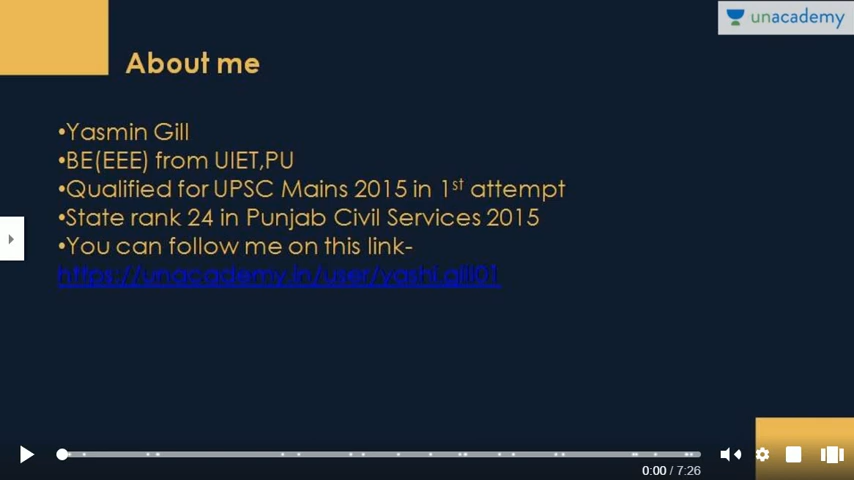 unacademy
About me
•Yasmin Gill
•BE(EEE) from UIET,PU
•Qualified for UPSC Mains 2015 in 1st attempt
•State rank 24 in Punjab Civil Services 2015
•You can follow me on this link-
https://unacademy.in/user/yashi.gill01
0:00 / 7:26